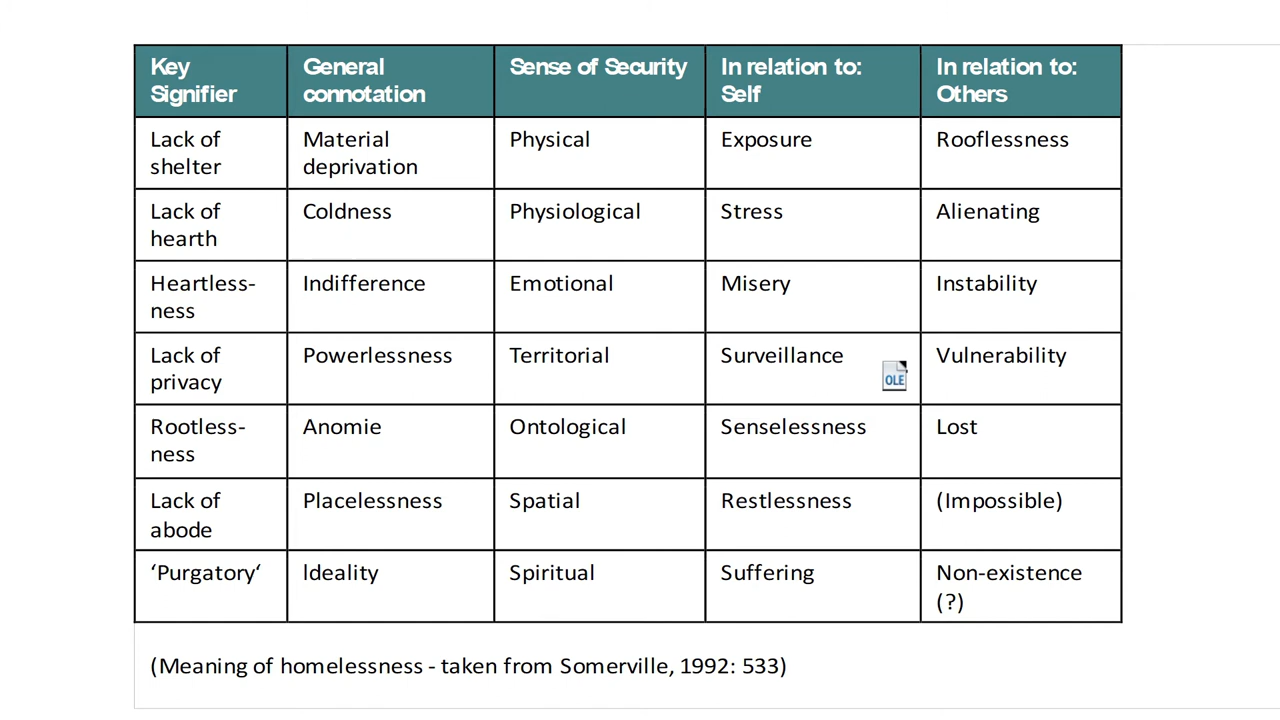 Key General Sense of Security In relation to: In relation to:
Signifier connotation Self Others
Lack of Material Physical Exposure Rooflessness
shelter deprivation
Lack of Coldness Physiological Stress Alienating
hearth
Heartless- Indifference Emotional Misery Instability
ness
Lack of Powerlessness Territorial Surveillance Vulnerability
privacy OLE
Rootless- Anomie Ontological Senselessness Lost
ness
Lack of Placelessness Spatial Restlessness (Impossible)
abode
‘Purgatory‘ Ideality Spiritual Suffering Non-existence
(?)
(Meaning of homelessness - taken from Somerville, 1992: 533)